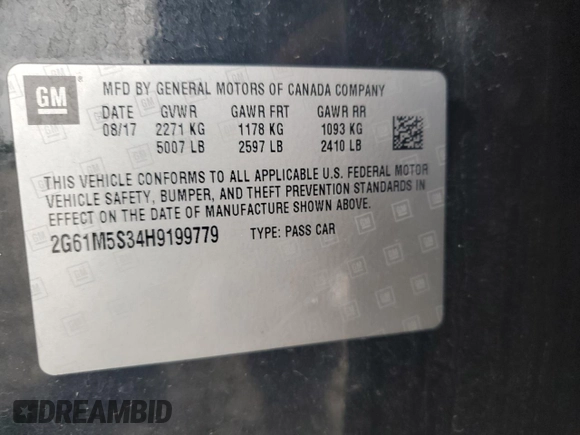 GM ®
MFD BY GENERAL MOTORS OF CANADA COMPANY
DATE GVWR GAWR FRT GAWR RR
08/17 2271 KG 1178 KG 1093 KG
5007 LB 2597 LB 2410 LB
THIS VEHICLE CONFORMS TO ALL APPLICABLE U.S. FEDERAL MOTOR
VEHICLE SAFETY, BUMPER, AND THEFT PREVENTION STANDARDS IN
EFFECT ON THE DATE OF MANUFACTURE SHOWN ABOVE.
2G61M5S34H9199779 TYPE: PASS CAR
DREAMBID